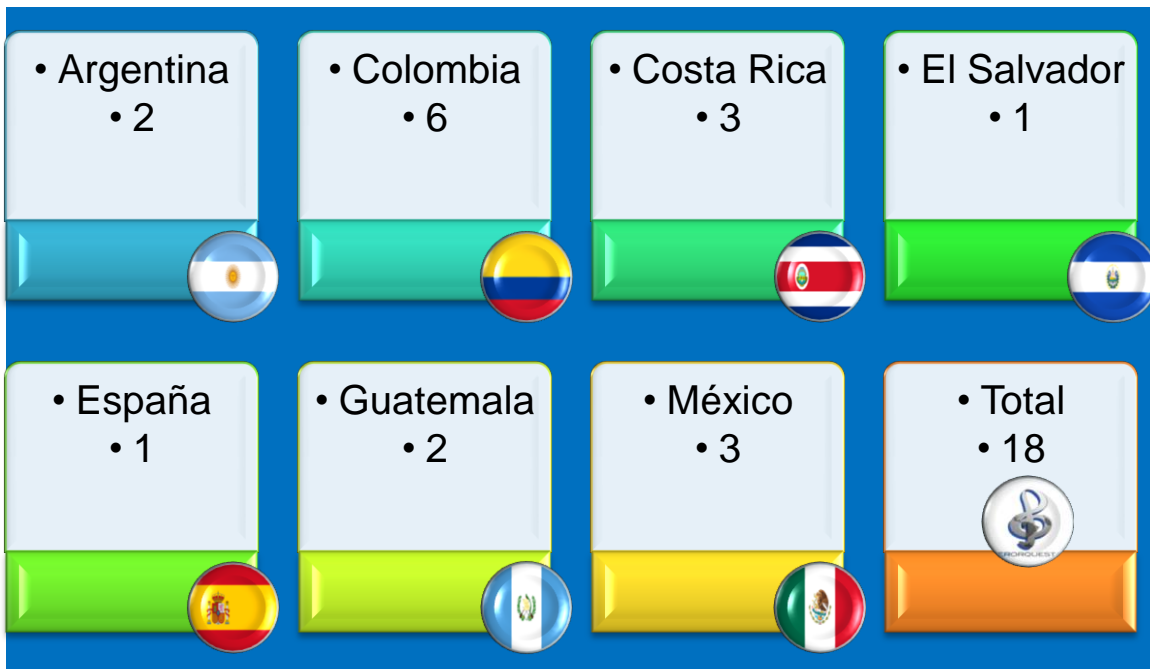 • Argentina
• 2
• Colombia
• 6
• Costa Rica
• 3
• El Salvador
• 1
• España
• 1
• Guatemala
• 2
• México
• 3
• Total
• 18